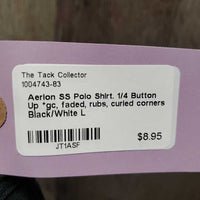 The Tack Collector
1004743-83
Aerion SS Polo Shirt, 1/4 Button
Up *gc, faded, rubs, curled corners
Black/White L
$8.95
JT1ASF